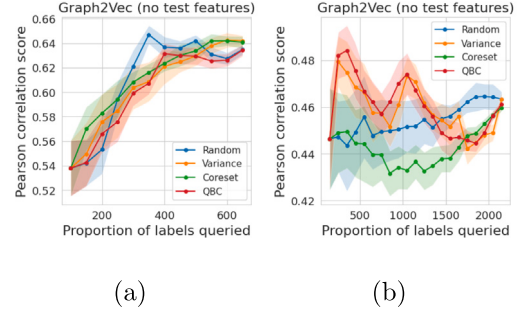 Graph2Vec (no test features)
Pearson correlation score
0.66
0.64
0.62
0.60
0.58
0.56
0.54
0.52
Random
Variance
Coreset
QBC
200
400
600
Proportion of labels queried
(a)
Graph2Vec (no test features)
Pearson correlation score
0.48
0.46
0.44
0.42
Random
Variance
Coreset
QBC
500
1000
1500
2000
Proportion of labels queried
(b)